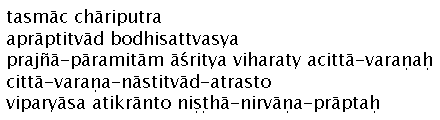 tasmāc chāriputra
aprāptitvād bodhisattvasya
prajñā-pāramitām āśritya viharaty acittā-varaṇaḥ
cittā-varaṇa-nāstitvād-atrasto
viparyāsa atikrānto niṣṭhā-nirvāṇa-prāptaḥ